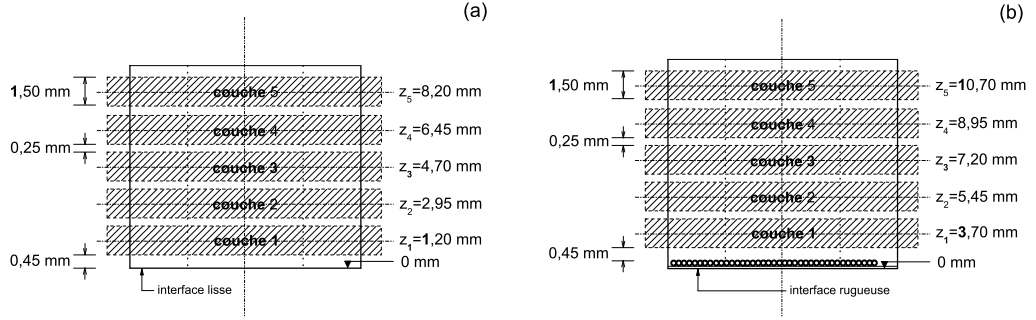 (a)
1,50 mm
couche 5
z5=8,20 mm
couche 4
z4=6,45 mm
0,25 mm
couche 3
z3=4,70 mm
couche 2
z2=2,95 mm
couche 1
z1=1,20 mm
0,45 mm
0 mm
interface lisse
(b)
1,50 mm
couche 5
z5=10,70 mm
couche 4
z4=8,95 mm
0,25 mm
couche 3
z3=7,20 mm
couche 2
z2=5,45 mm
couche 1
z1=3,70 mm
0,45 mm
0 mm
interface rugueuse